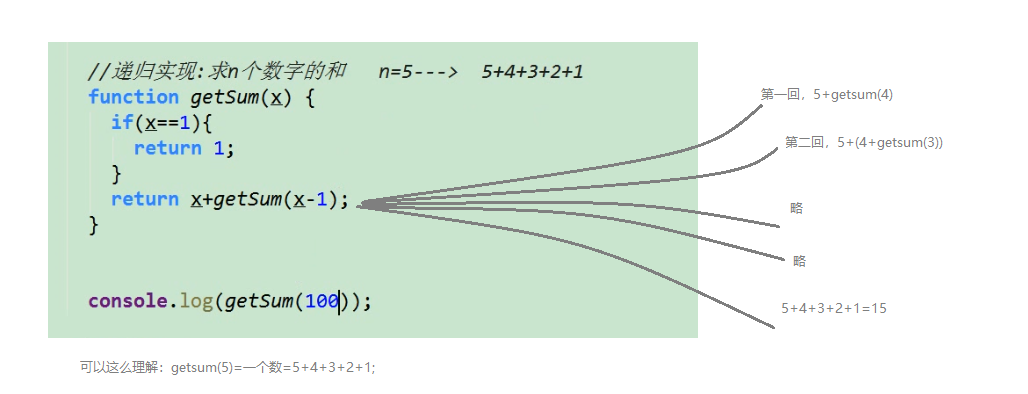 //递归实现:求n个数字的和   n=5--->  5+4+3+2+1
function getSum(x) {
if(x==1){
return 1;
}
return x+getSum(x-1);
}
console.log(getSum(100));
第一回，5+getsum(4)
第二回，5+(4+getsum(3))
略
略
5+4+3+2+1=15
可以这么理解：getsum(5)=一个数=5+4+3+2+1;